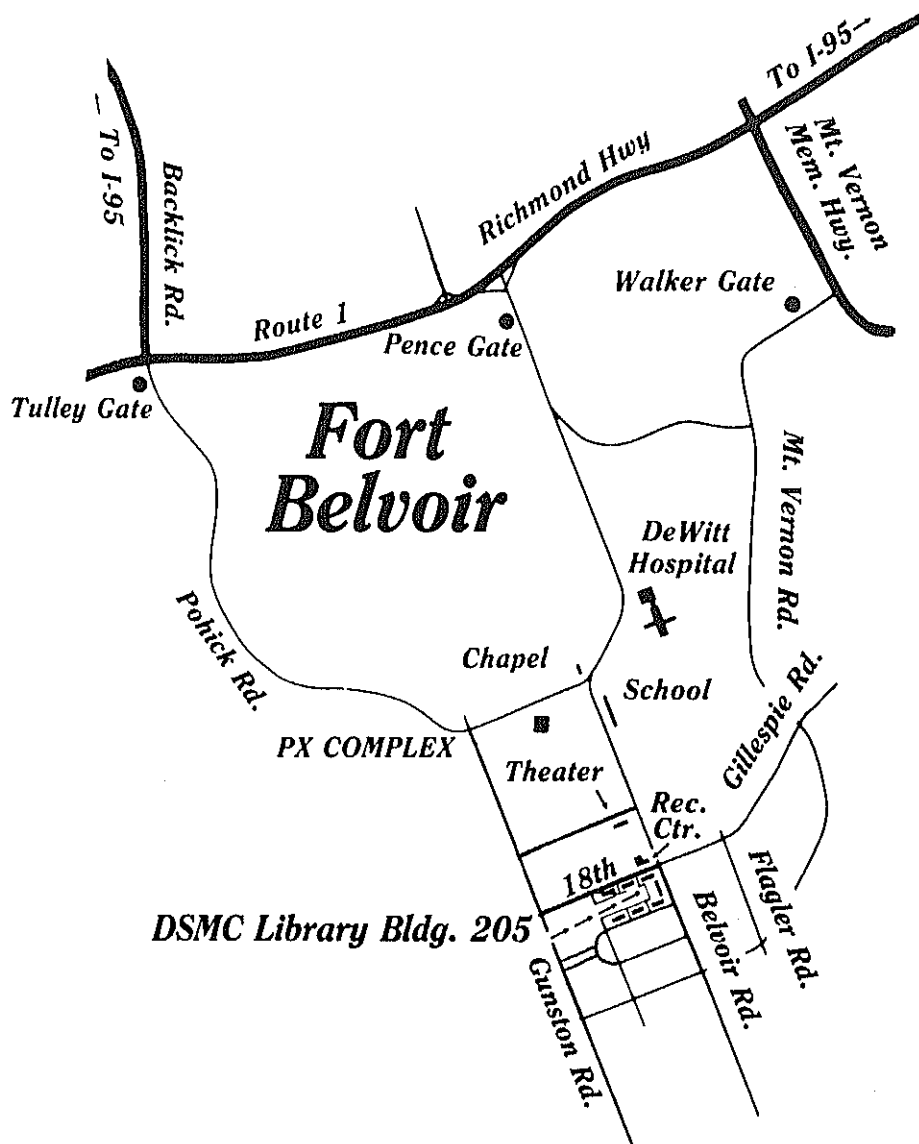 To I-95→
← To I-95
Backlick Rd.
Richmond Hwy
Mt. Vernon
Mem. Hwy.
Walker Gate
Route 1
Pence Gate
Tulley Gate
Fort
Belvoir
Mt. Vernon Rd.
DeWitt
Hospital
Pohick Rd.
Chapel
School
Gillespie Rd.
PX COMPLEX
Theater
Rec.
Ctr.
18th
Flagler Rd.
DSMC Library Bldg. 205
Belvoir Rd.
Gunston Rd.